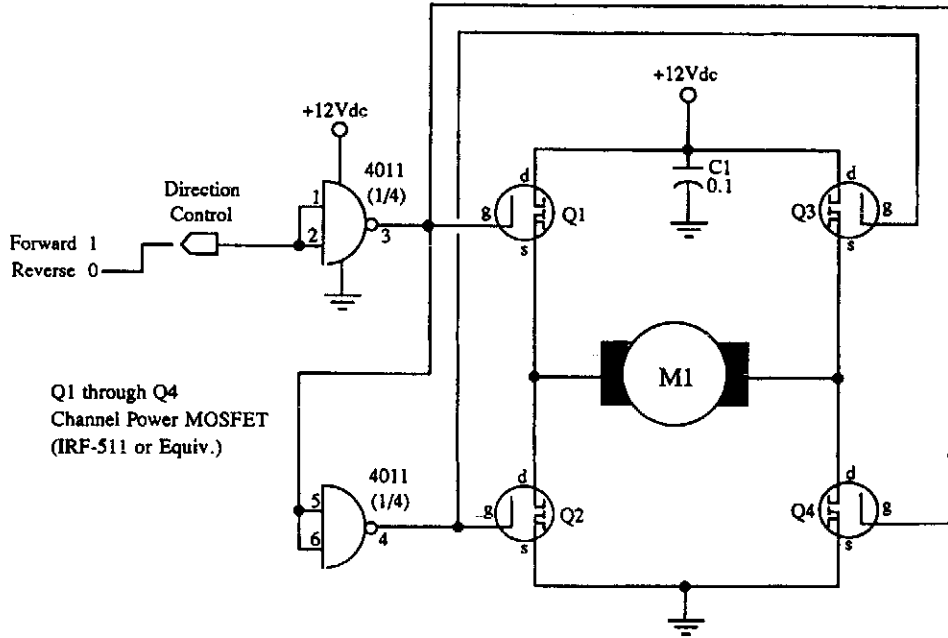 +12Vdc
+12Vdc
4011
(1/4)
Direction
Control
1
2
3
Forward 1
Reverse 0
d
g
s
Q1
C1
0.1
d
Q3
g
s
M1
Q1 through Q4
Channel Power MOSFET
(IRF-511 or Equiv.)
4011
(1/4)
5
6
4
d
g
s
Q2
d
Q4
g
s